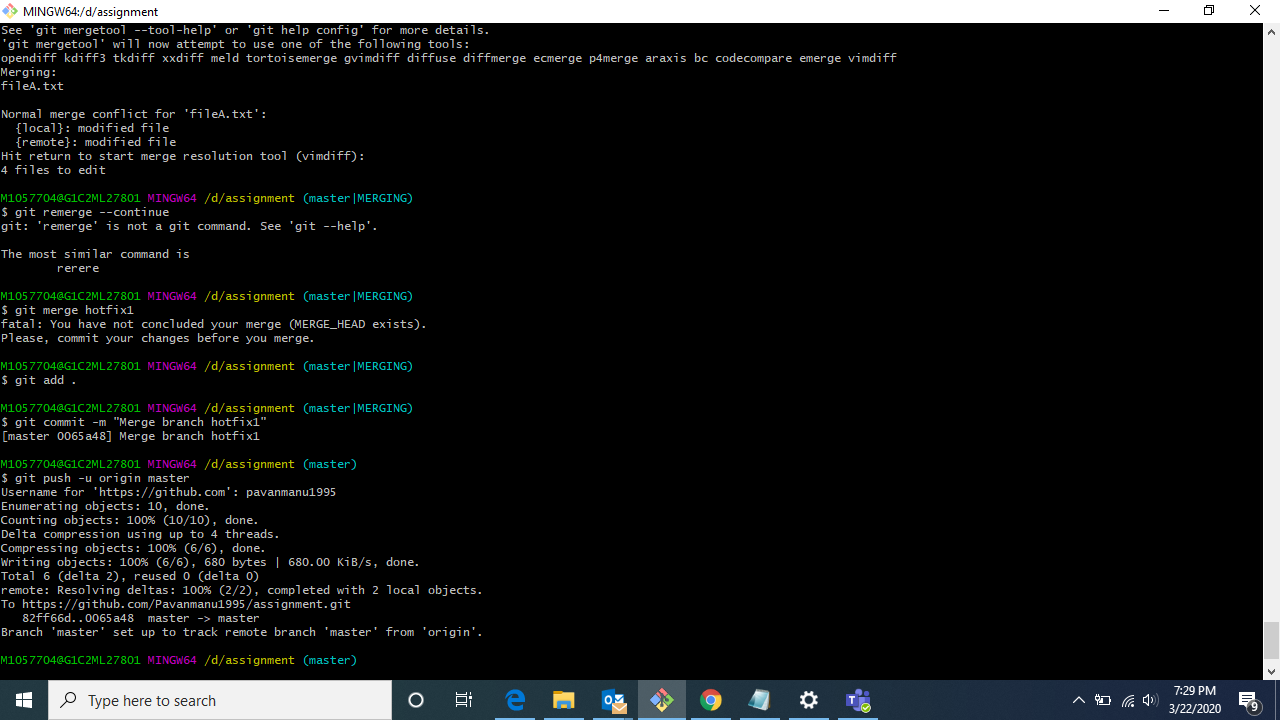 MINGW64:/d/assignment
See 'git mergetool --tool-help' or 'git help config' for more details.
'git mergetool' will now attempt to use one of the following tools:
opendiff kdiff3 tkdiff xxdiff meld tortoisemerge gvimdiff diffuse diffmerge ecmerge p4merge araxis bc codecompare emerge vimdiff
Merging:
fileA.txt
Normal merge conflict for 'fileA.txt':
  {local}: modified file
  {remote}: modified file
Hit return to start merge resolution tool (vimdiff):
4 files to edit
M1057704@G1C2ML27801 MINGW64 /d/assignment (master|MERGING)
$ git remerge --continue
git: 'remerge' is not a git command. See 'git --help'.
The most similar command is
        rerere
M1057704@G1C2ML27801 MINGW64 /d/assignment (master|MERGING)
$ git merge hotfix1
fatal: You have not concluded your merge (MERGE_HEAD exists).
Please, commit your changes before you merge.
M1057704@G1C2ML27801 MINGW64 /d/assignment (master|MERGING)
$ git add .
M1057704@G1C2ML27801 MINGW64 /d/assignment (master|MERGING)
$ git commit -m "Merge branch hotfix1"
[master 0065a48] Merge branch hotfix1
M1057704@G1C2ML27801 MINGW64 /d/assignment (master)
$ git push -u origin master
Username for 'https://github.com': pavanmanu1995
Enumerating objects: 10, done.
Counting objects: 100% (10/10), done.
Delta compression using up to 4 threads.
Compressing objects: 100% (6/6), done.
Writing objects: 100% (6/6), 680 bytes | 680.00 KiB/s, done.
Total 6 (delta 2), reused 0 (delta 0)
remote: Resolving deltas: 100% (2/2), completed with 2 local objects.
To https://github.com/Pavanmanu1995/assignment.git
   82ff66d..0065a48  master -> master
Branch 'master' set up to track remote branch 'master' from 'origin'.
M1057704@G1C2ML27801 MINGW64 /d/assignment (master)
Type here to search
7:29 PM
3/22/2020
9